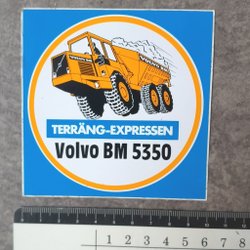 TERRÄNG-EXPRESSEN
Volvo BM 5350
1 2 3 4 5 6 7 8